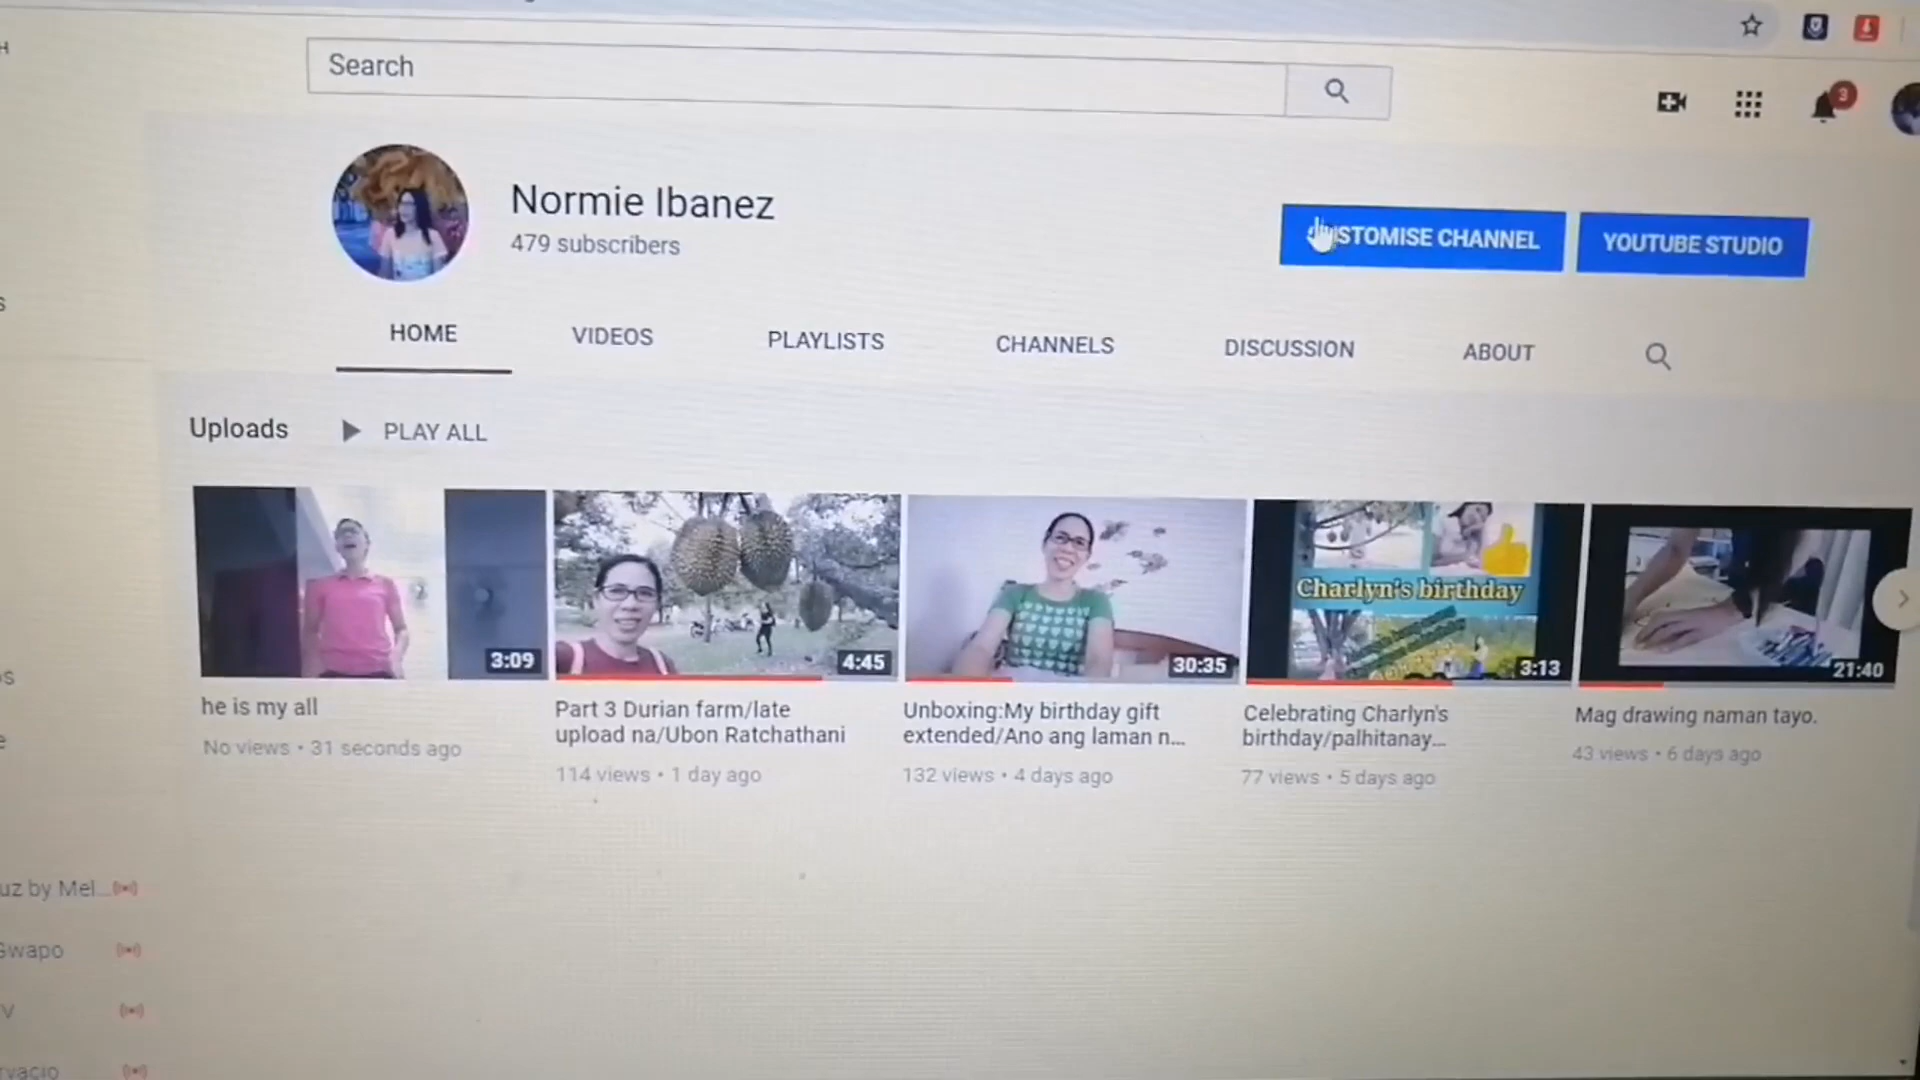 Search
3
Normie Ibanez
479 subscribers
STOMISE CHANNEL
YOUTUBE STUDIO
HOME
VIDEOS
PLAYLISTS
CHANNELS
DISCUSSION
ABOUT
Uploads
PLAY ALL
3:09
4:45
30:35
Charlyn's birthday
3:13
21:40
he is my all
No views • 31 seconds ago
Part 3 Durian farm/late
upload na/Ubon Ratchathani
114 views • 1 day ago
Unboxing:My birthday gift
extended/Ano ang laman n...
132 views • 4 days ago
Celebrating Charlyn's
birthday/palhitanay...
77 views • 5 days ago
Mag drawing naman tayo.
43 views • 6 days ago
uz by Mel...
Gwapo
V